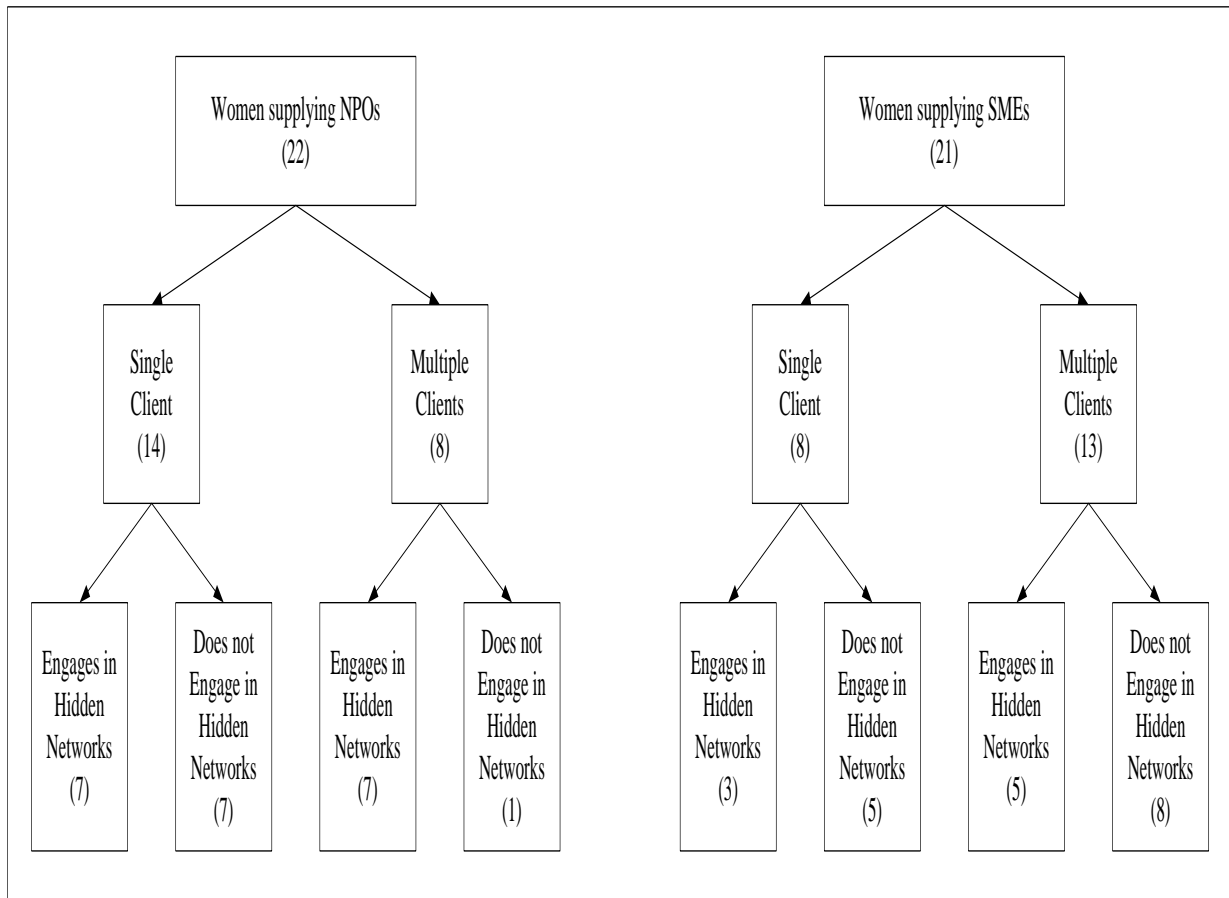 Women supplying NPOs
(22)
Women supplying SMEs
(21)
Single
Client
(14)
Multiple
Clients
(8)
Single
Client
(8)
Multiple
Clients
(13)
Engages in
Hidden
Networks
(7)
Does not
Engage in
Hidden
Networks
(7)
Engages in
Hidden
Networks
(7)
Does not
Engage in
Hidden
Networks
(1)
Engages in
Hidden
Networks
(3)
Does not
Engage in
Hidden
Networks
(5)
Engages in
Hidden
Networks
(5)
Does not
Engage in
Hidden
Networks
(8)